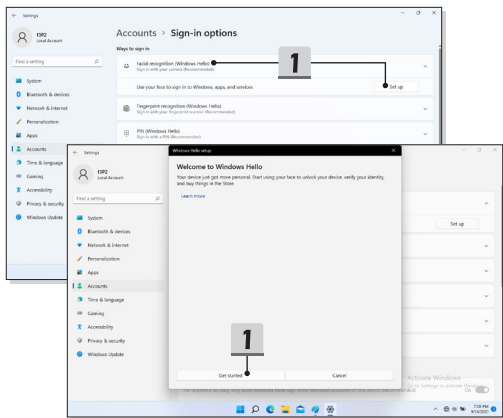 Settings
13P2
Local Account
Find a setting
System
Bluetooth & devices
Network & internet
Personalization
Apps
Accounts
Time & language
Gaming
Accessibility
Privacy & security
Windows Update
Accounts > Sign-in options
Ways to sign in
Facial recognition (Windows Hello)
Sign in with your camera (Recommended)
1
Use your face to sign in to Windows, apps, and services
Set up
Fingerprint recognition (Windows Hello)
Sign in with your fingerprint scanner (Recommended)
PIN (Windows Hello)
Sign in with a PIN (Recommended)
Settings
13P2
Local Account
Find a setting
System
Bluetooth & devices
Network & internet
Personalization
Apps
Accounts
Time & language
Gaming
Accessibility
Privacy & security
Windows Update
Windows Hello setup
Welcome to Windows Hello
Your device just got more personal. Start using your face to unlock your device, verify your identity,
and buy things in the Store.
Learn more
1
Get started
Cancel
Set up
Activate Windows
Go to Settings to activate Windows.
On
7:39 PM